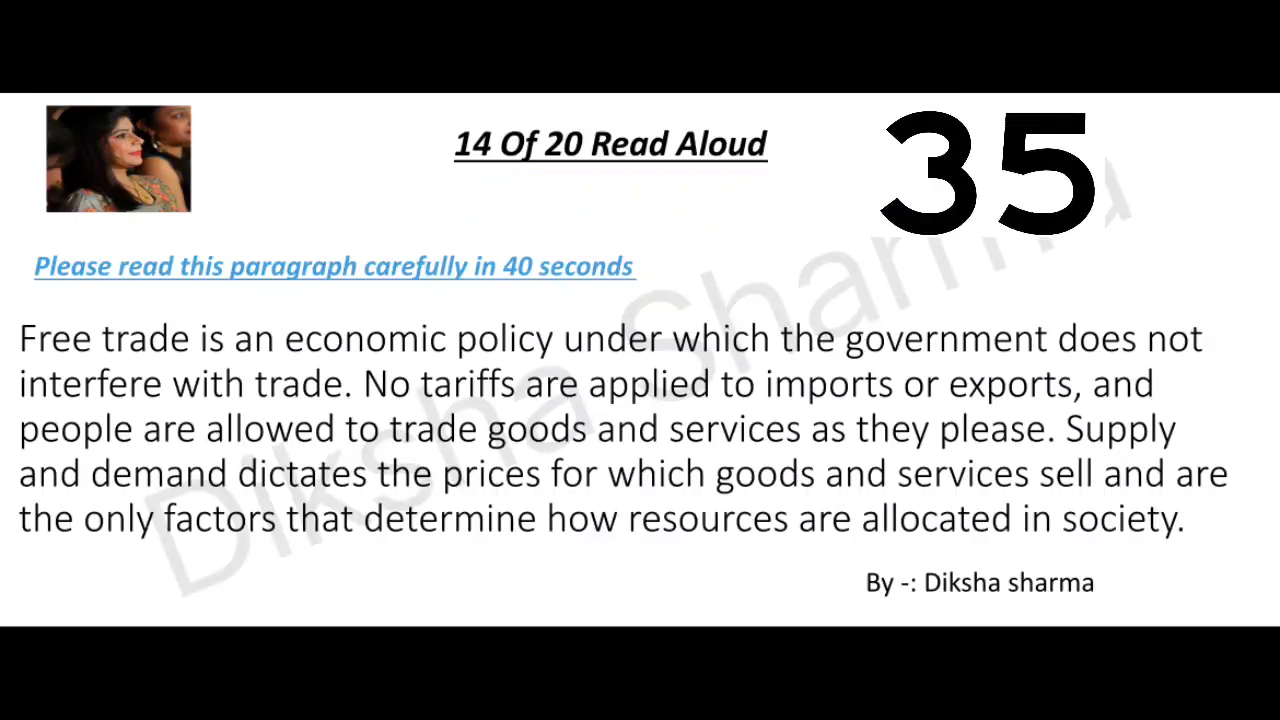 14 Of 20 Read Aloud
35
Please read this paragraph carefully in 40 seconds
Free trade is an economic policy under which the government does not
interfere with trade. No tariffs are applied to imports or exports, and
people are allowed to trade goods and services as they please. Supply
and demand dictates the prices for which goods and services sell and are
the only factors that determine how resources are allocated in society.
By -: Diksha sharma
Diksha Sharma